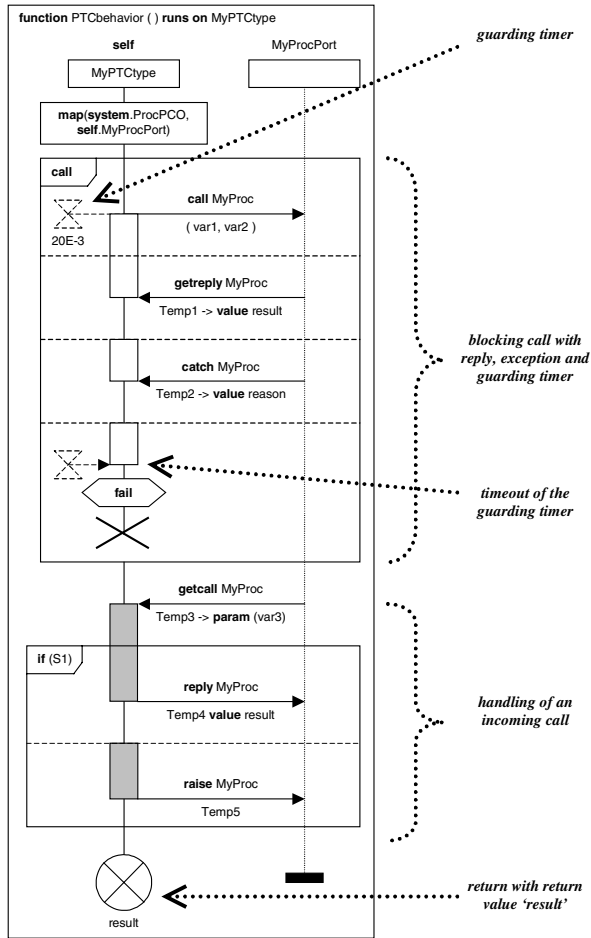 function PTCbehavior ( ) runs on MyPTCtype
self
MyProcPort
guarding timer
MyPTCtype
map(system.ProcPCO,
self.MyProcPort)
call
call MyProc
( var1, var2 )
20E-3
getreply MyProc
Temp1 -> value result
blocking call with
reply, exception and
guarding timer
catch MyProc
Temp2 -> value reason
fail
timeout of the
guarding timer
getcall MyProc
Temp3 -> param (var3)
if (S1)
reply MyProc
Temp4 value result
handling of an
incoming call
raise MyProc
Temp5
return with return
value ‘result’
result